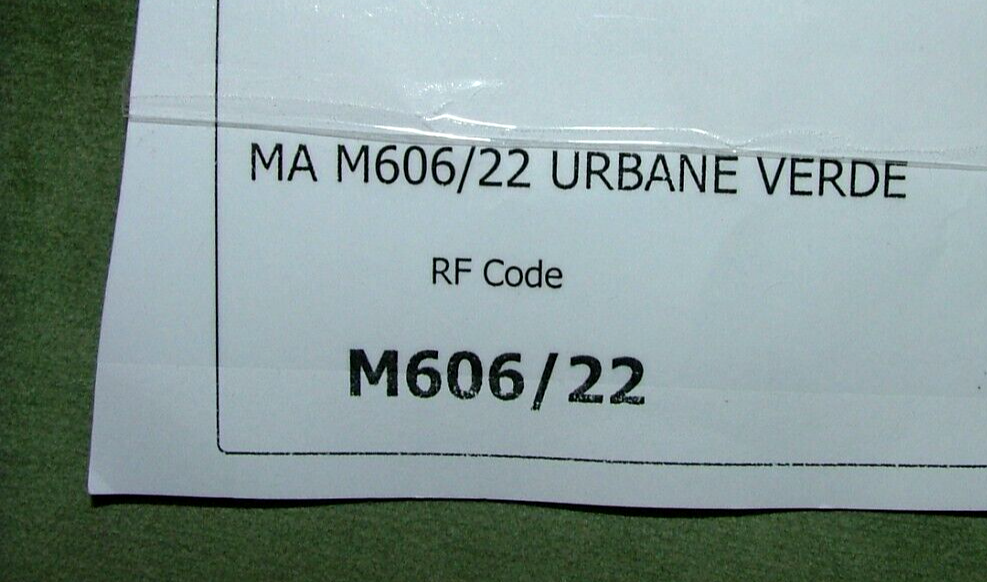 MA M606/22 URBANE VERDE
RF Code
M606/22